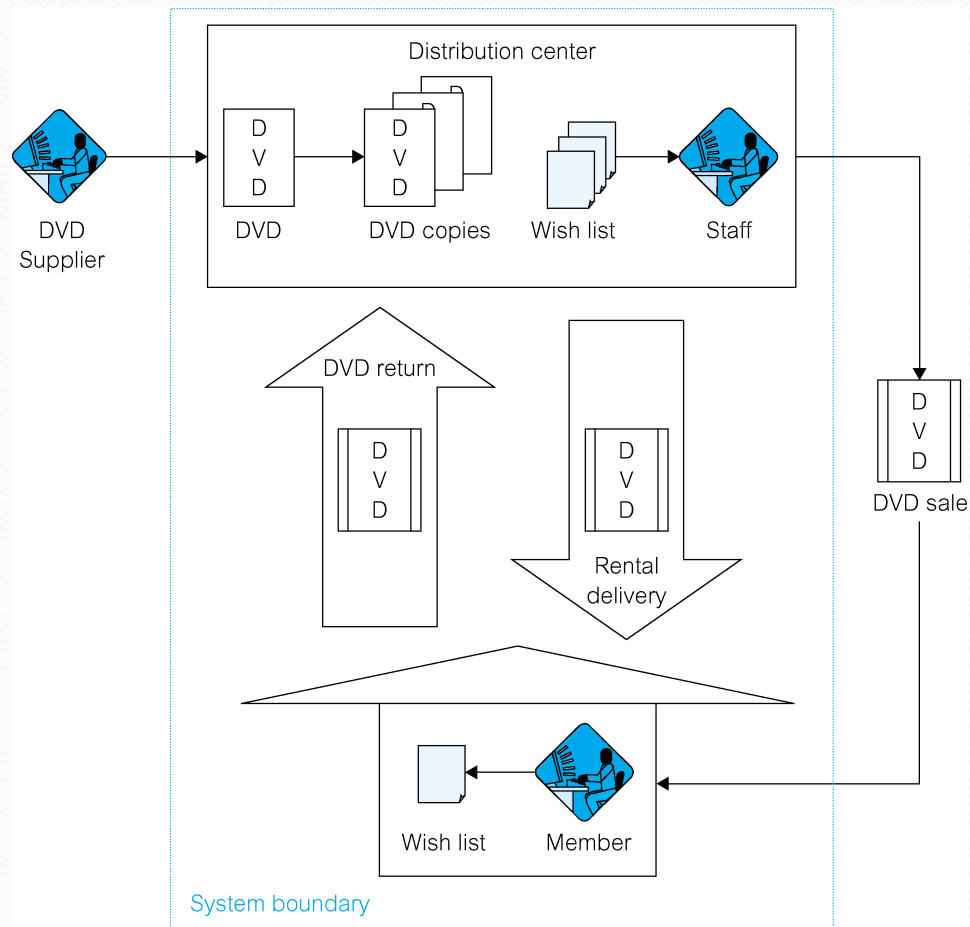 Distribution center
D
V
D
D
V
D
DVD
Supplier
DVD
DVD copies
Wish list
Staff
DVD return
D
V
D
D
V
D
Rental
delivery
D
V
D
DVD sale
Wish list
Member
System boundary